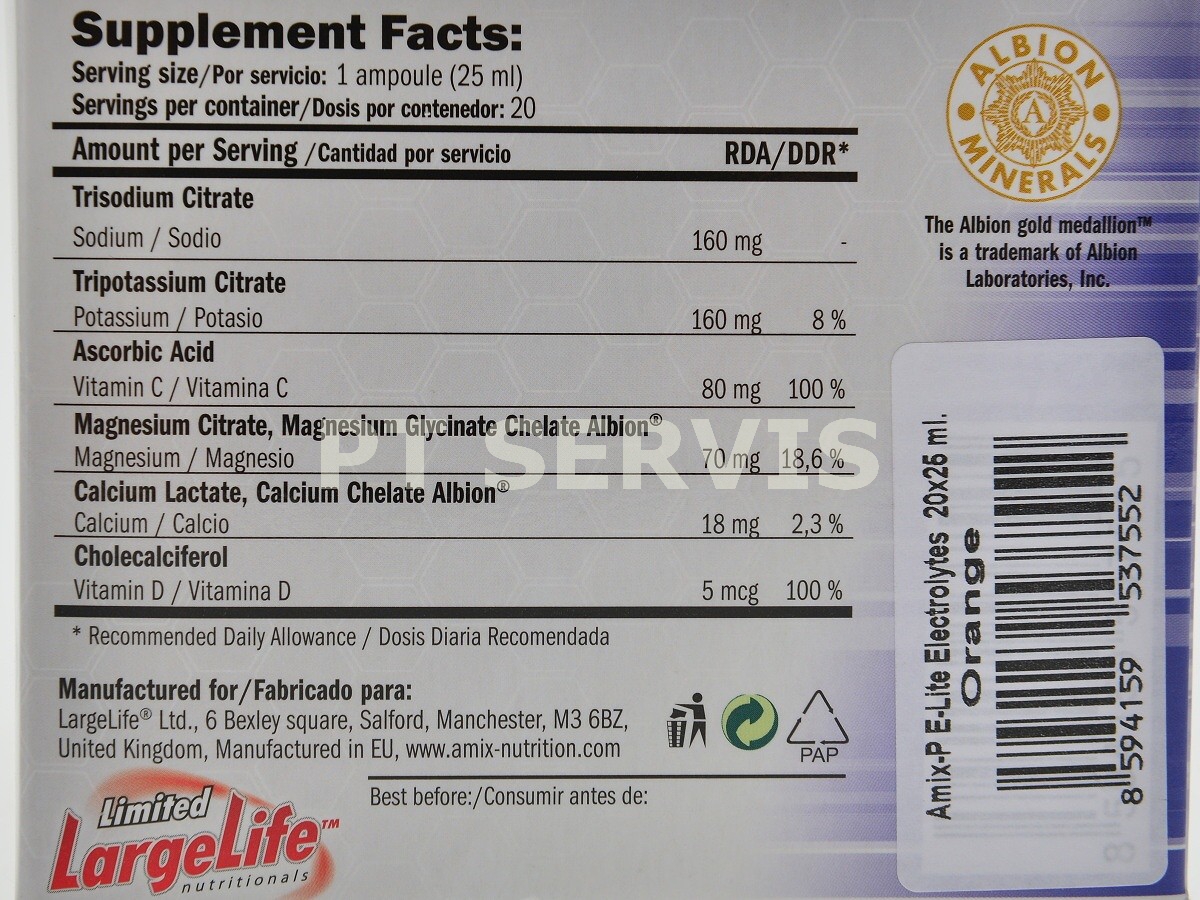 Supplement Facts:
Serving size/Por servicio: 1 ampoule (25 ml)
Servings per container/Dosis por contenedor: 20
Amount per Serving /Cantidad por servicio RDA/DDR*
Trisodium Citrate
Sodium / Sodio 160 mg -
Tripotassium Citrate
Potassium / Potasio 160 mg 8 %
Ascorbic Acid
Vitamin C / Vitamina C 80 mg 100 %
Magnesium Citrate, Magnesium Glycinate Chelate Albion®
Magnesium / Magnesio 70 mg 18,6 %
Calcium Lactate, Calcium Chelate Albion®
Calcium / Calcio 18 mg 2,3 %
Cholecalciferol
Vitamin D / Vitamina D 5 mcg 100 %
* Recommended Daily Allowance / Dosis Diaria Recomendada
Manufactured for/Fabricado para:
LargeLife® Ltd., 6 Bexley square, Salford, Manchester, M3 6BZ,
United Kingdom, Manufactured in EU, www.amix-nutrition.com
PAP
Best before:/Consumir antes de:
Limited
LargeLife™
nutritionals
ALBION
A
MINERALS
The Albion gold medallion™
is a trademark of Albion
Laboratories, Inc.
Amix-P E-Lite Electrolytes 20x25 ml.
Orange
8 594159 537552
PT SERVIS